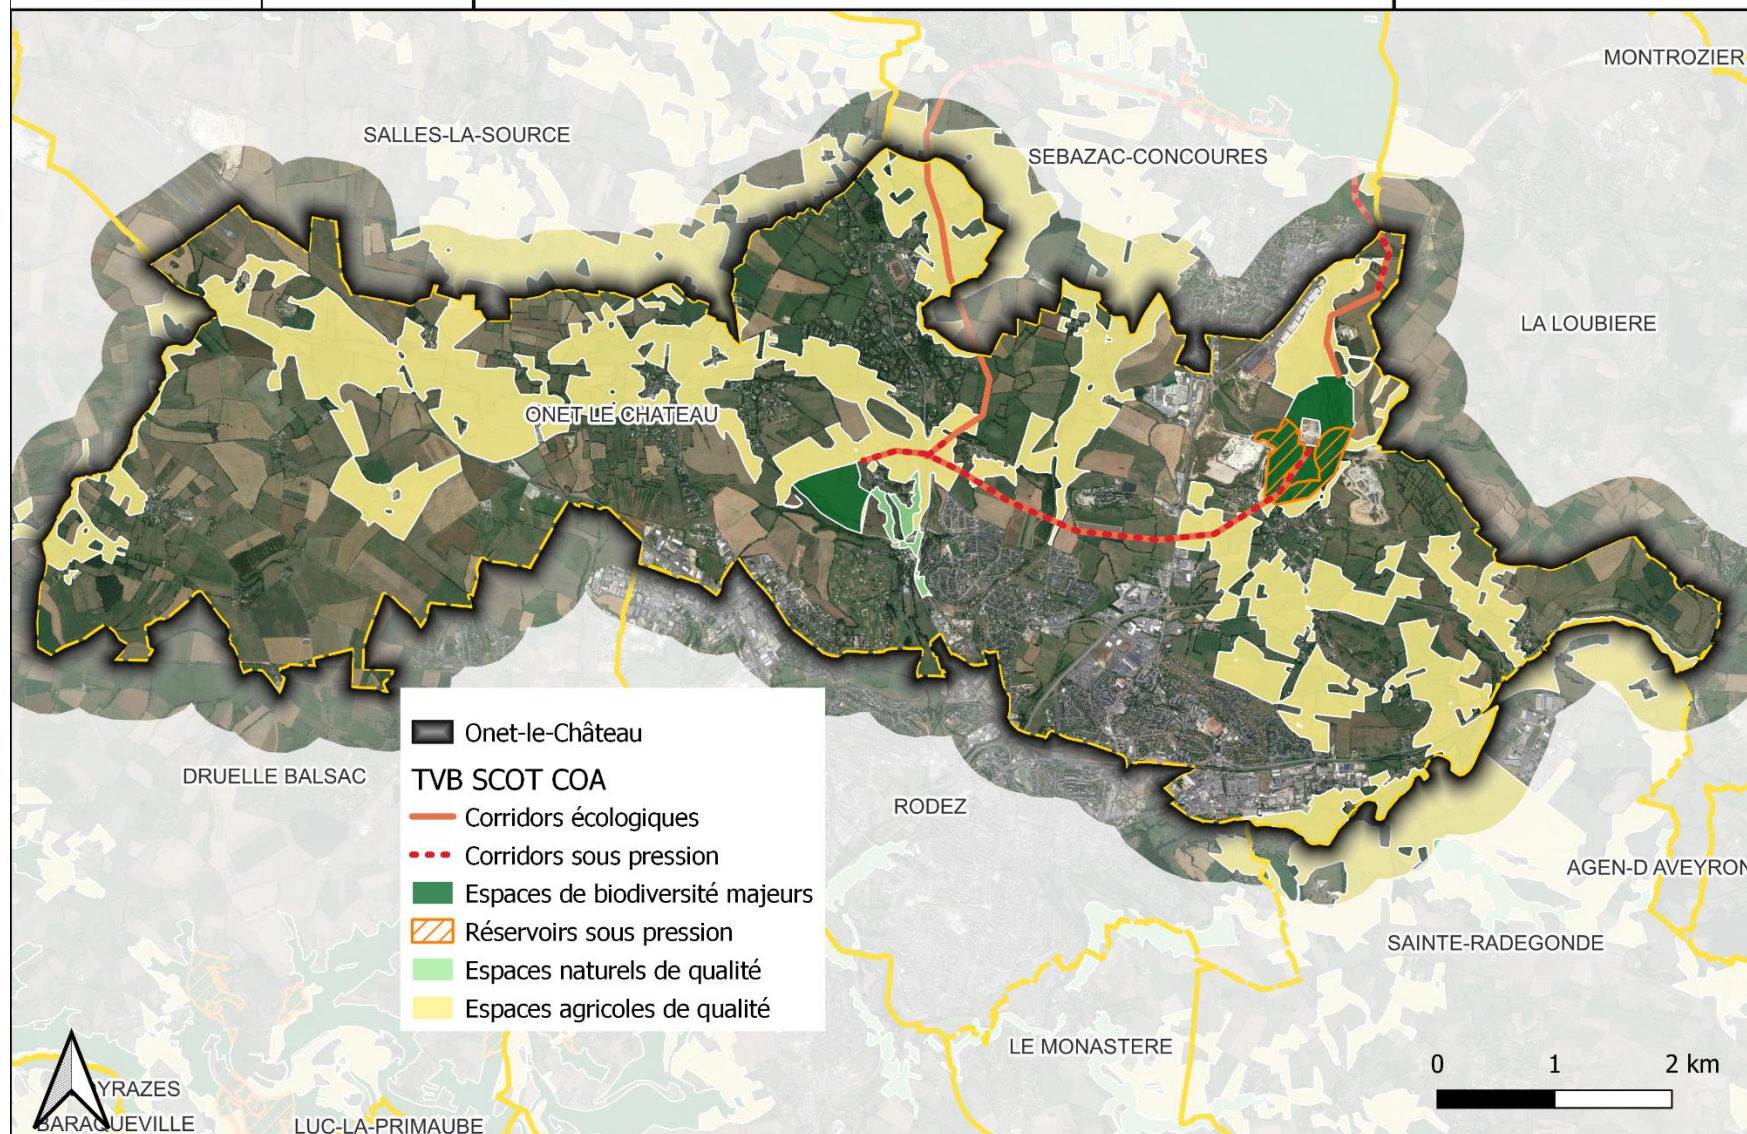 MONTROZIER
SALLES-LA-SOURCE
SEBAZAC-CONCOURES
LA LOUBIERE
ONET LE CHATEAU
Onet-le-Château
TVB SCOT COA
Corridors écologiques
Corridors sous pression
Espaces de biodiversité majeurs
Réservoirs sous pression
Espaces naturels de qualité
Espaces agricoles de qualité
DRUELLE BALSAC
RODEZ
AGEN-D AVEYRON
SAINTE-RADEGONDE
LE MONASTERE
0 1 2 km
YRAZES
BARAQUEVILLE
LUC-LA-PRIMAUBE